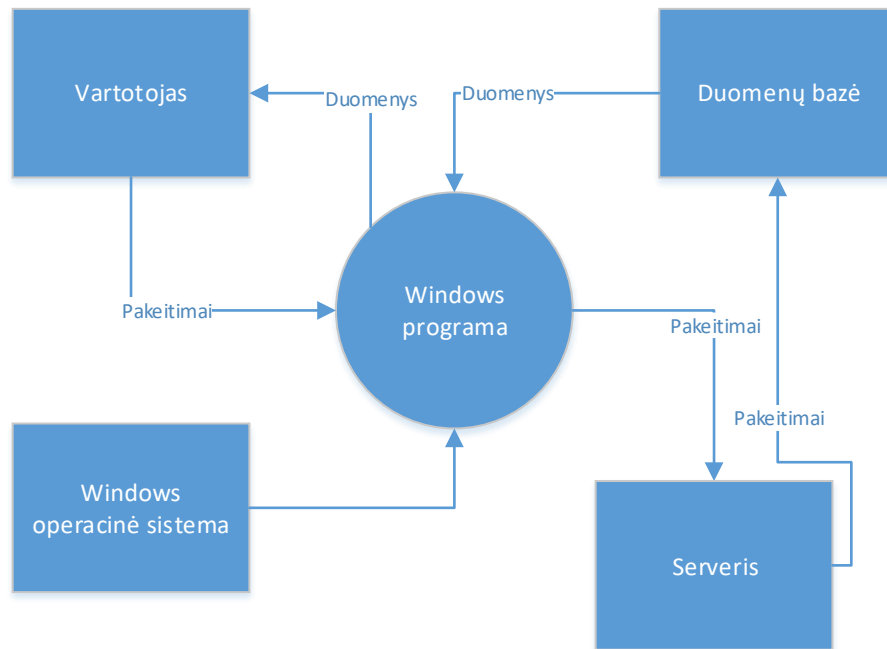 Vartotojas
Duomenys
Duomenys
Duomenų bazė
Windows
programa
Pakeitimai
Pakeitimai
Pakeitimai
Windows
operacinė sistema
Serveris